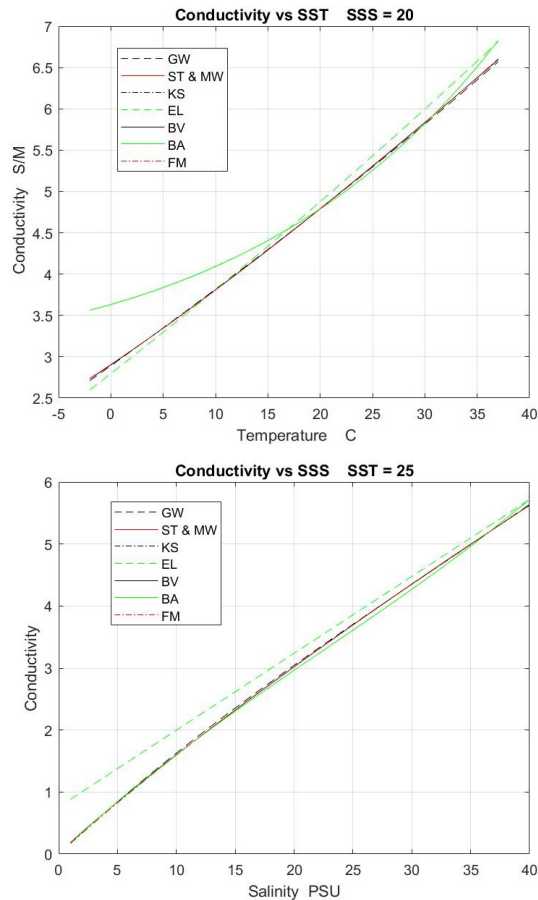 Conductivity vs SST SSS = 20
7
6.5
6
5.5
5
4.5
4
3.5
3
2.5
Conductivity S/M
GW
ST & MW
KS
EL
BV
BA
FM
-5 0 5 10 15 20 25 30 35 40
Temperature C
Conductivity vs SSS SST = 25
6
5
4
3
2
1
0
Conductivity
GW
ST & MW
KS
EL
BV
BA
FM
0 5 10 15 20 25 30 35 40
Salinity PSU